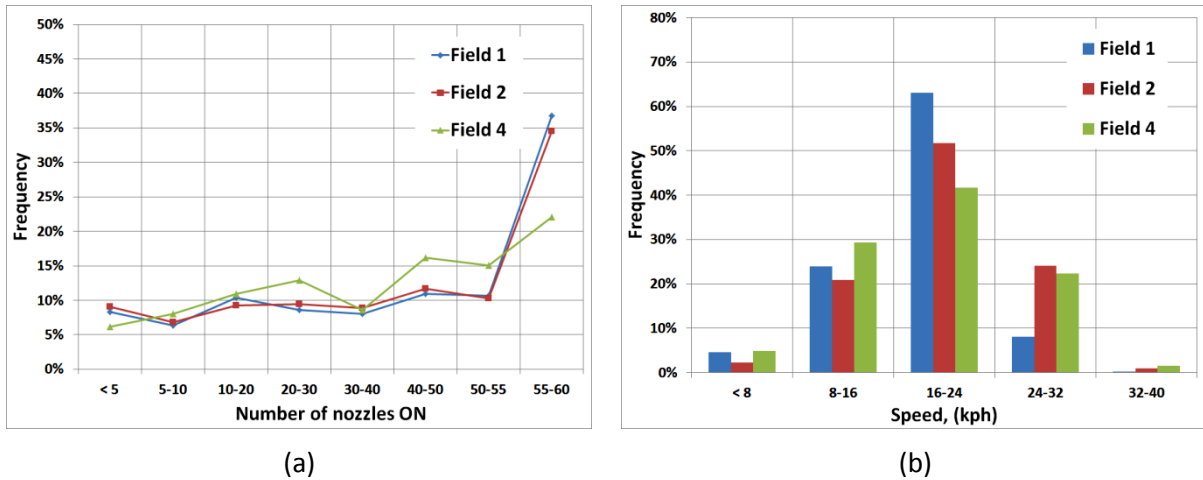 50%
45%
40%
35%
30%
25%
20%
15%
10%
5%
0%
Frequency
Field 1
Field 2
Field 4
< 5 5-10 10-20 20-30 30-40 40-50 50-55 55-60
Number of nozzles ON
(a)
80%
70%
60%
50%
40%
30%
20%
10%
0%
Frequency
Field 1
Field 2
Field 4
< 8 8-16 16-24 24-32 32-40
Speed, (kph)
(b)